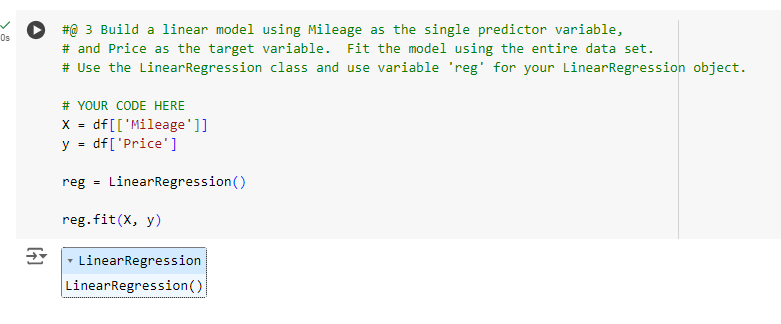 0s
#@ 3 Build a linear model using Mileage as the single predictor variable,
# and Price as the target variable.  Fit the model using the entire data set.
# Use the LinearRegression class and use variable 'reg' for your LinearRegression object.
# YOUR CODE HERE
X = df[['Mileage']]
y = df['Price']
reg = LinearRegression()
reg.fit(X, y)
LinearRegression
LinearRegression()